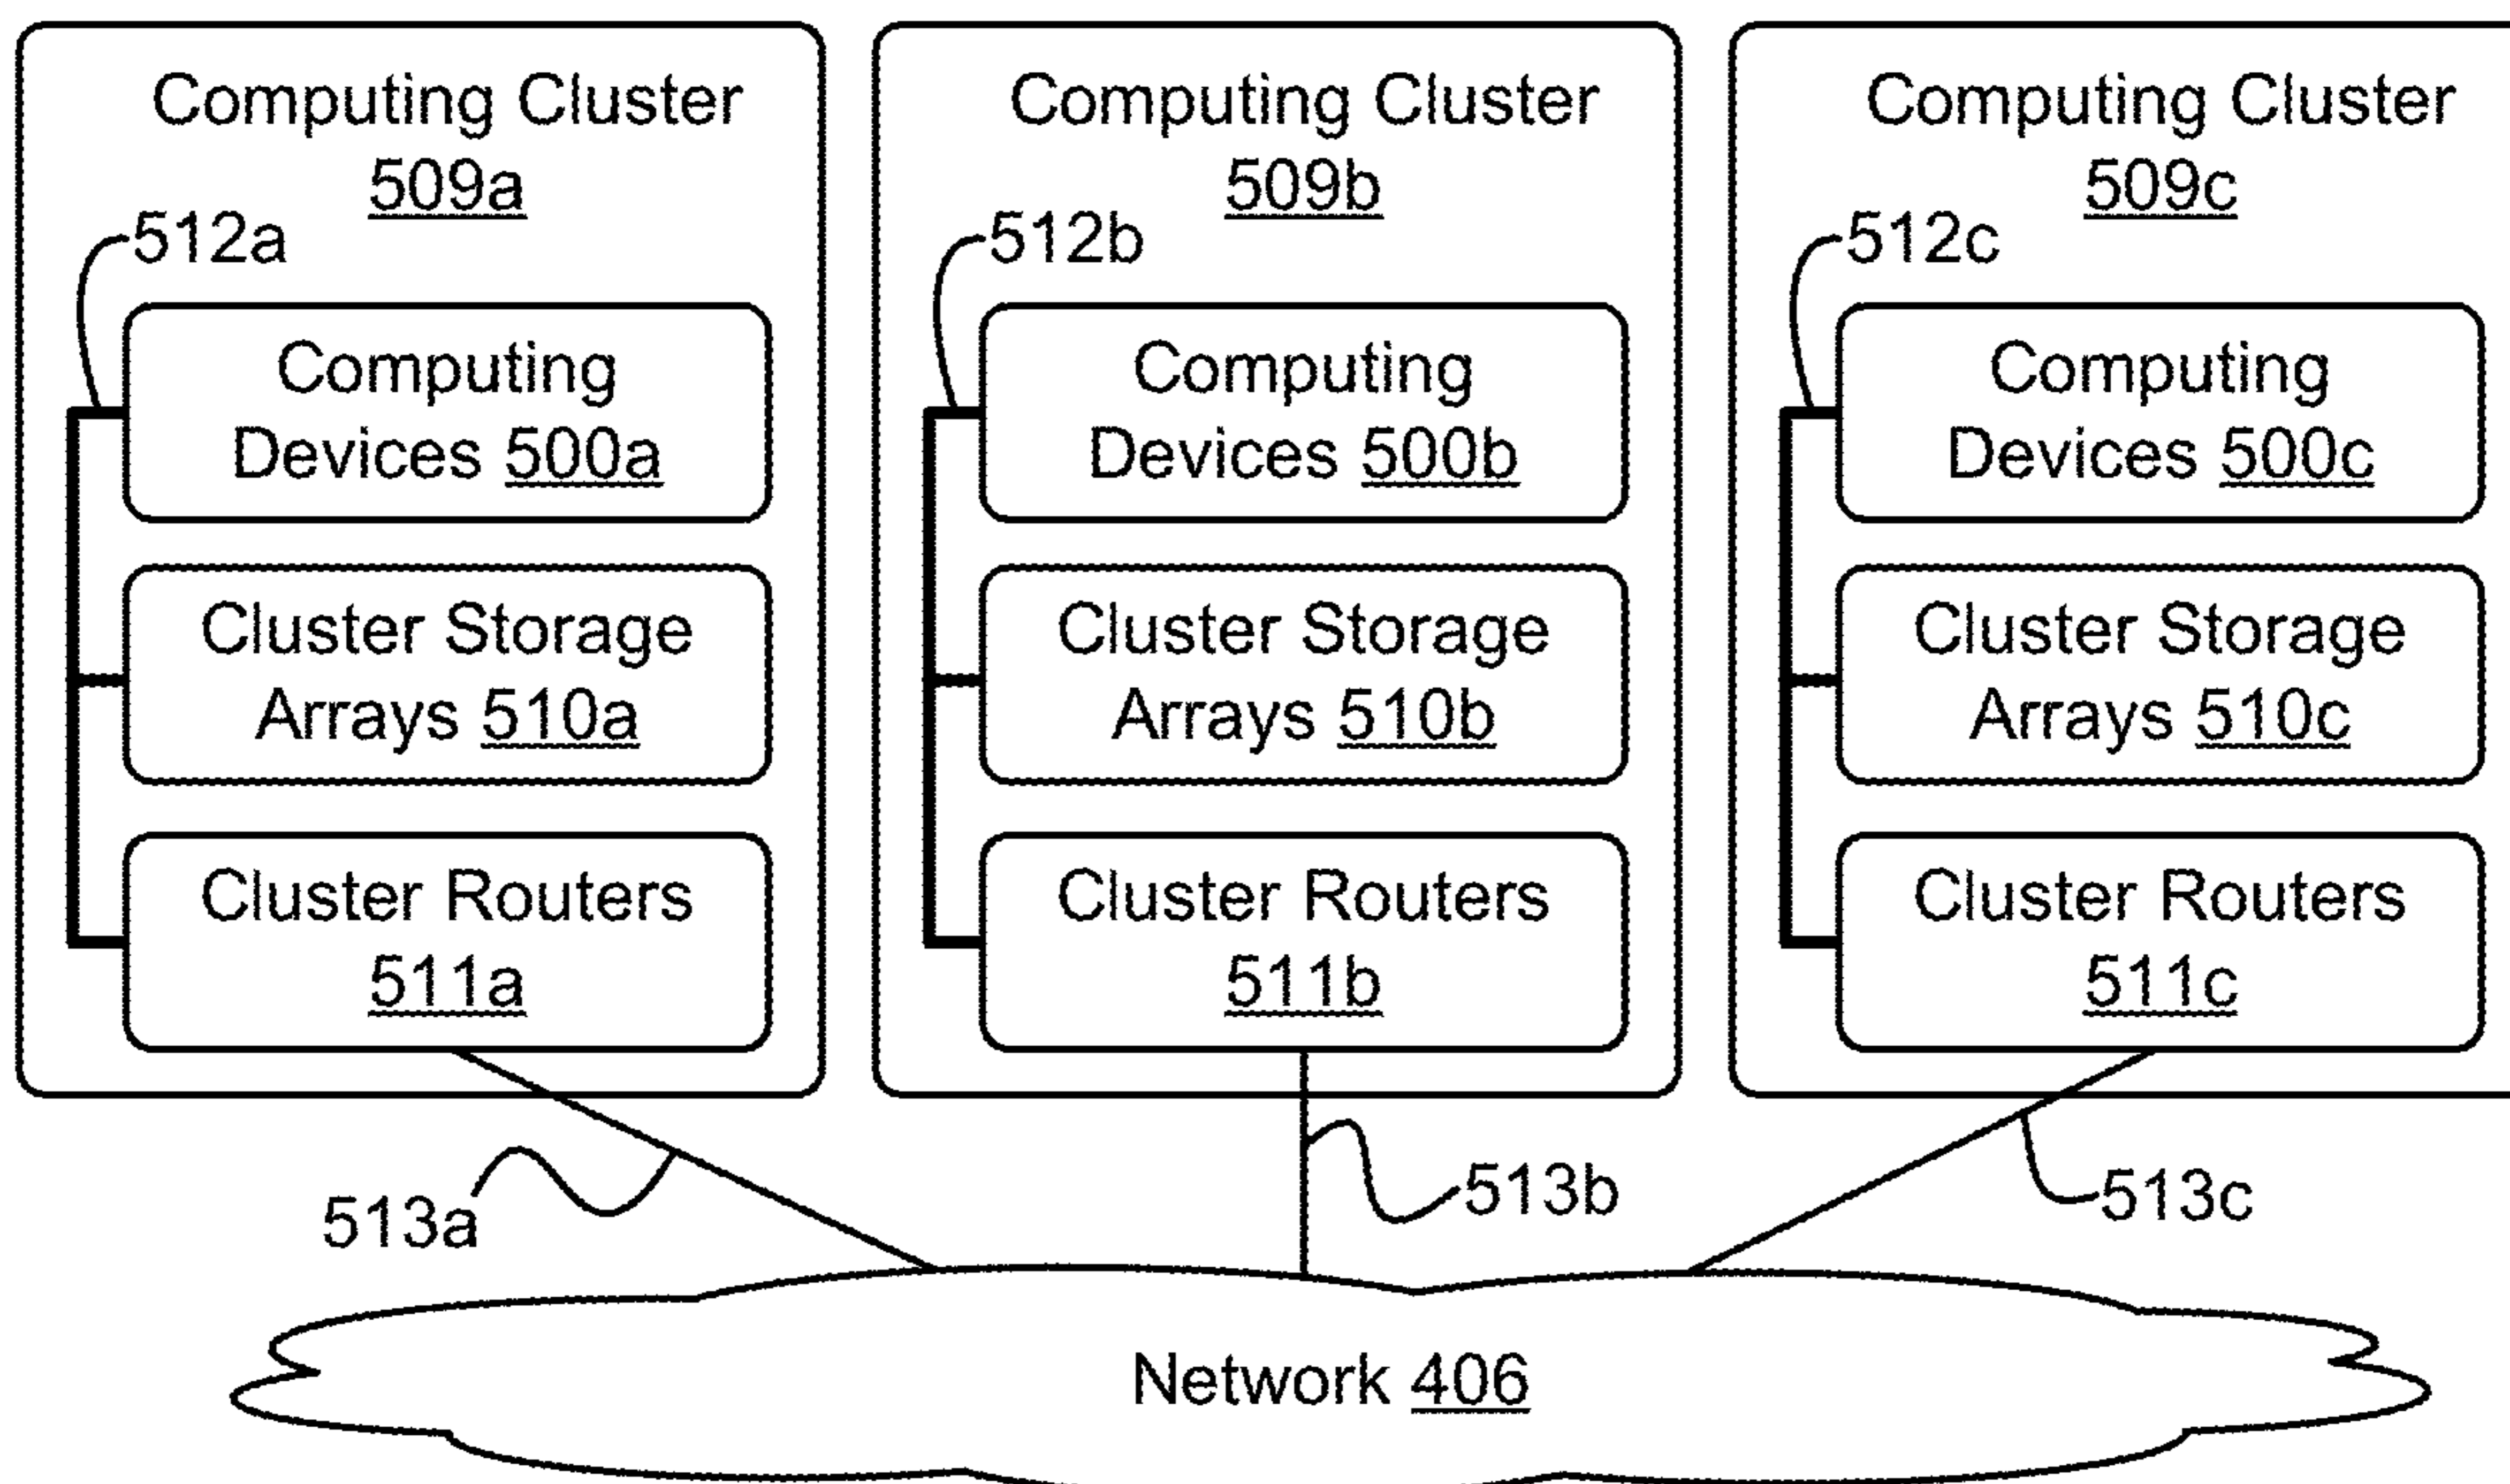 Computing Cluster
509a
512a
Computing
Devices 500a
Cluster Storage
Arrays 510a
Cluster Routers
511a
Computing Cluster
509b
512b
Computing
Devices 500b
Cluster Storage
Arrays 510b
Cluster Routers
511b
Computing Cluster
509c
512c
Computing
Devices 500c
Cluster Storage
Arrays 510c
Cluster Routers
511c
513a
513b
513c
Network 406